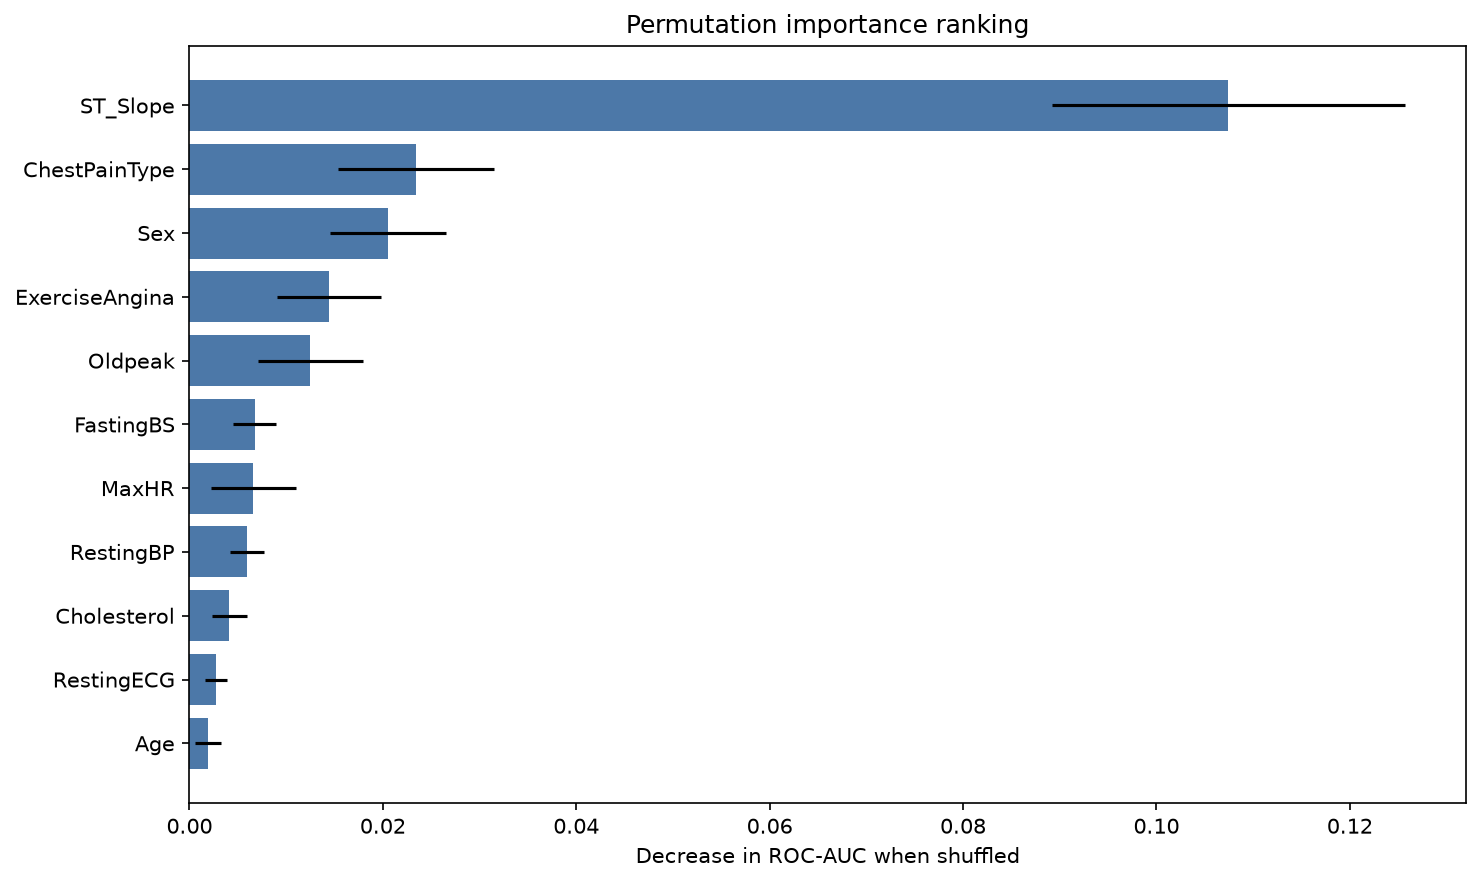 Permutation importance ranking
ST_Slope
ChestPainType
Sex
ExerciseAngina
Oldpeak
FastingBS
MaxHR
RestingBP
Cholesterol
RestingECG
Age
0.00 0.02 0.04 0.06 0.08 0.10 0.12
Decrease in ROC-AUC when shuffled